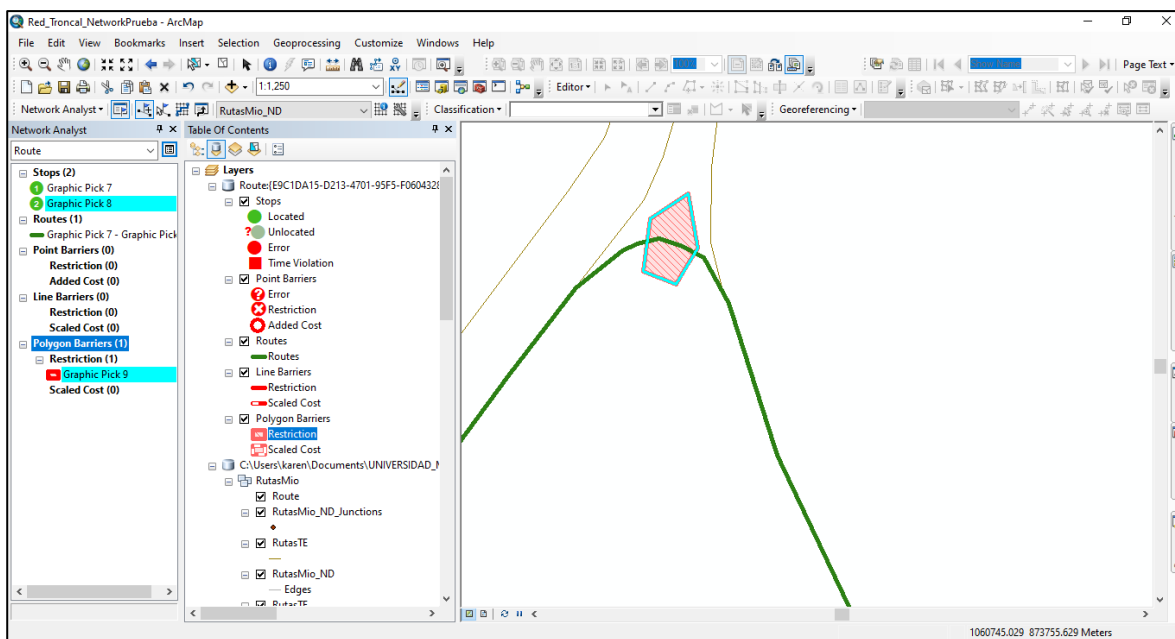 Red_Troncal_NetworkPrueba - ArcMap
File Edit View Bookmarks Insert Selection Geoprocessing Customize Windows Help
Page Text
1:1,250
Editor
Network Analyst
RutasMio_ND
Classification
Georeferencing
Network Analyst
Route
Stops (2)
1 Graphic Pick 7
2 Graphic Pick 8
Routes (1)
Graphic Pick 7 - Graphic Pick
Point Barriers (0)
Restriction (0)
Added Cost (0)
Line Barriers (0)
Restriction (0)
Scaled Cost (0)
Polygon Barriers (1)
Restriction (1)
Graphic Pick 9
Scaled Cost (0)
Table Of Contents
Layers
Route:{E9C1DA15-D213-4701-95F5-F0604328
Stops
Located
? Unlocated
Error
Time Violation
Point Barriers
? Error
Restriction
Added Cost
Routes
Routes
Line Barriers
Restriction
Scaled Cost
Polygon Barriers
Restriction
Scaled Cost
C:\Users\karen\Documents\UNIVERSIDAD_M
RutasMio
Route
RutasMio_ND_Junctions
RutasTE
RutasMio_ND
Edges
RutasTE
1060745.029 873755.629 Meters